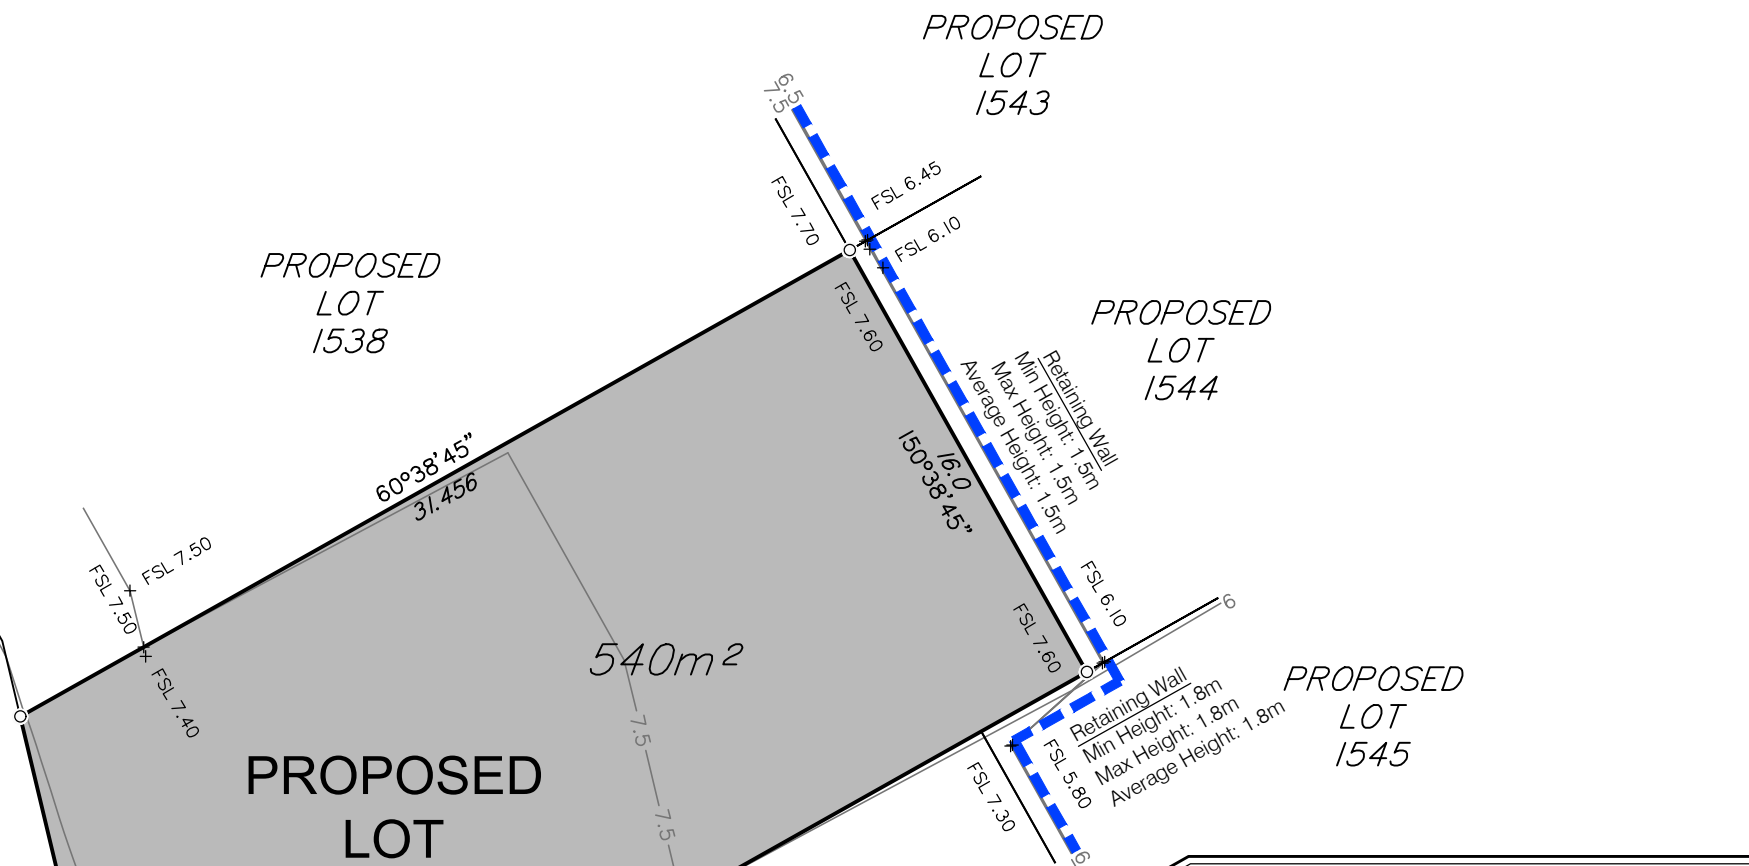 PROPOSED
LOT
1543
6.5
7.5
FSL 6.45
FSL 7.70
FSL 6.10
PROPOSED
LOT
1538
FSL 7.60
PROPOSED
LOT
1544
Retaining Wall
Min Height: 1.5m
Max Height: 1.5m
Average Height: 1.5m
60°38'45"
31.456
16.0
150°38'45"
FSL 7.50
FSL 7.50
FSL 7.40
FSL 6.10
FSL 7.60
6
540m²
7.5
7.5
PROPOSED
LOT
Retaining Wall
Min Height: 1.8m
Max Height: 1.8m
Average Height: 1.8m
FSL 5.80
FSL 7.30
PROPOSED
LOT
1545
6